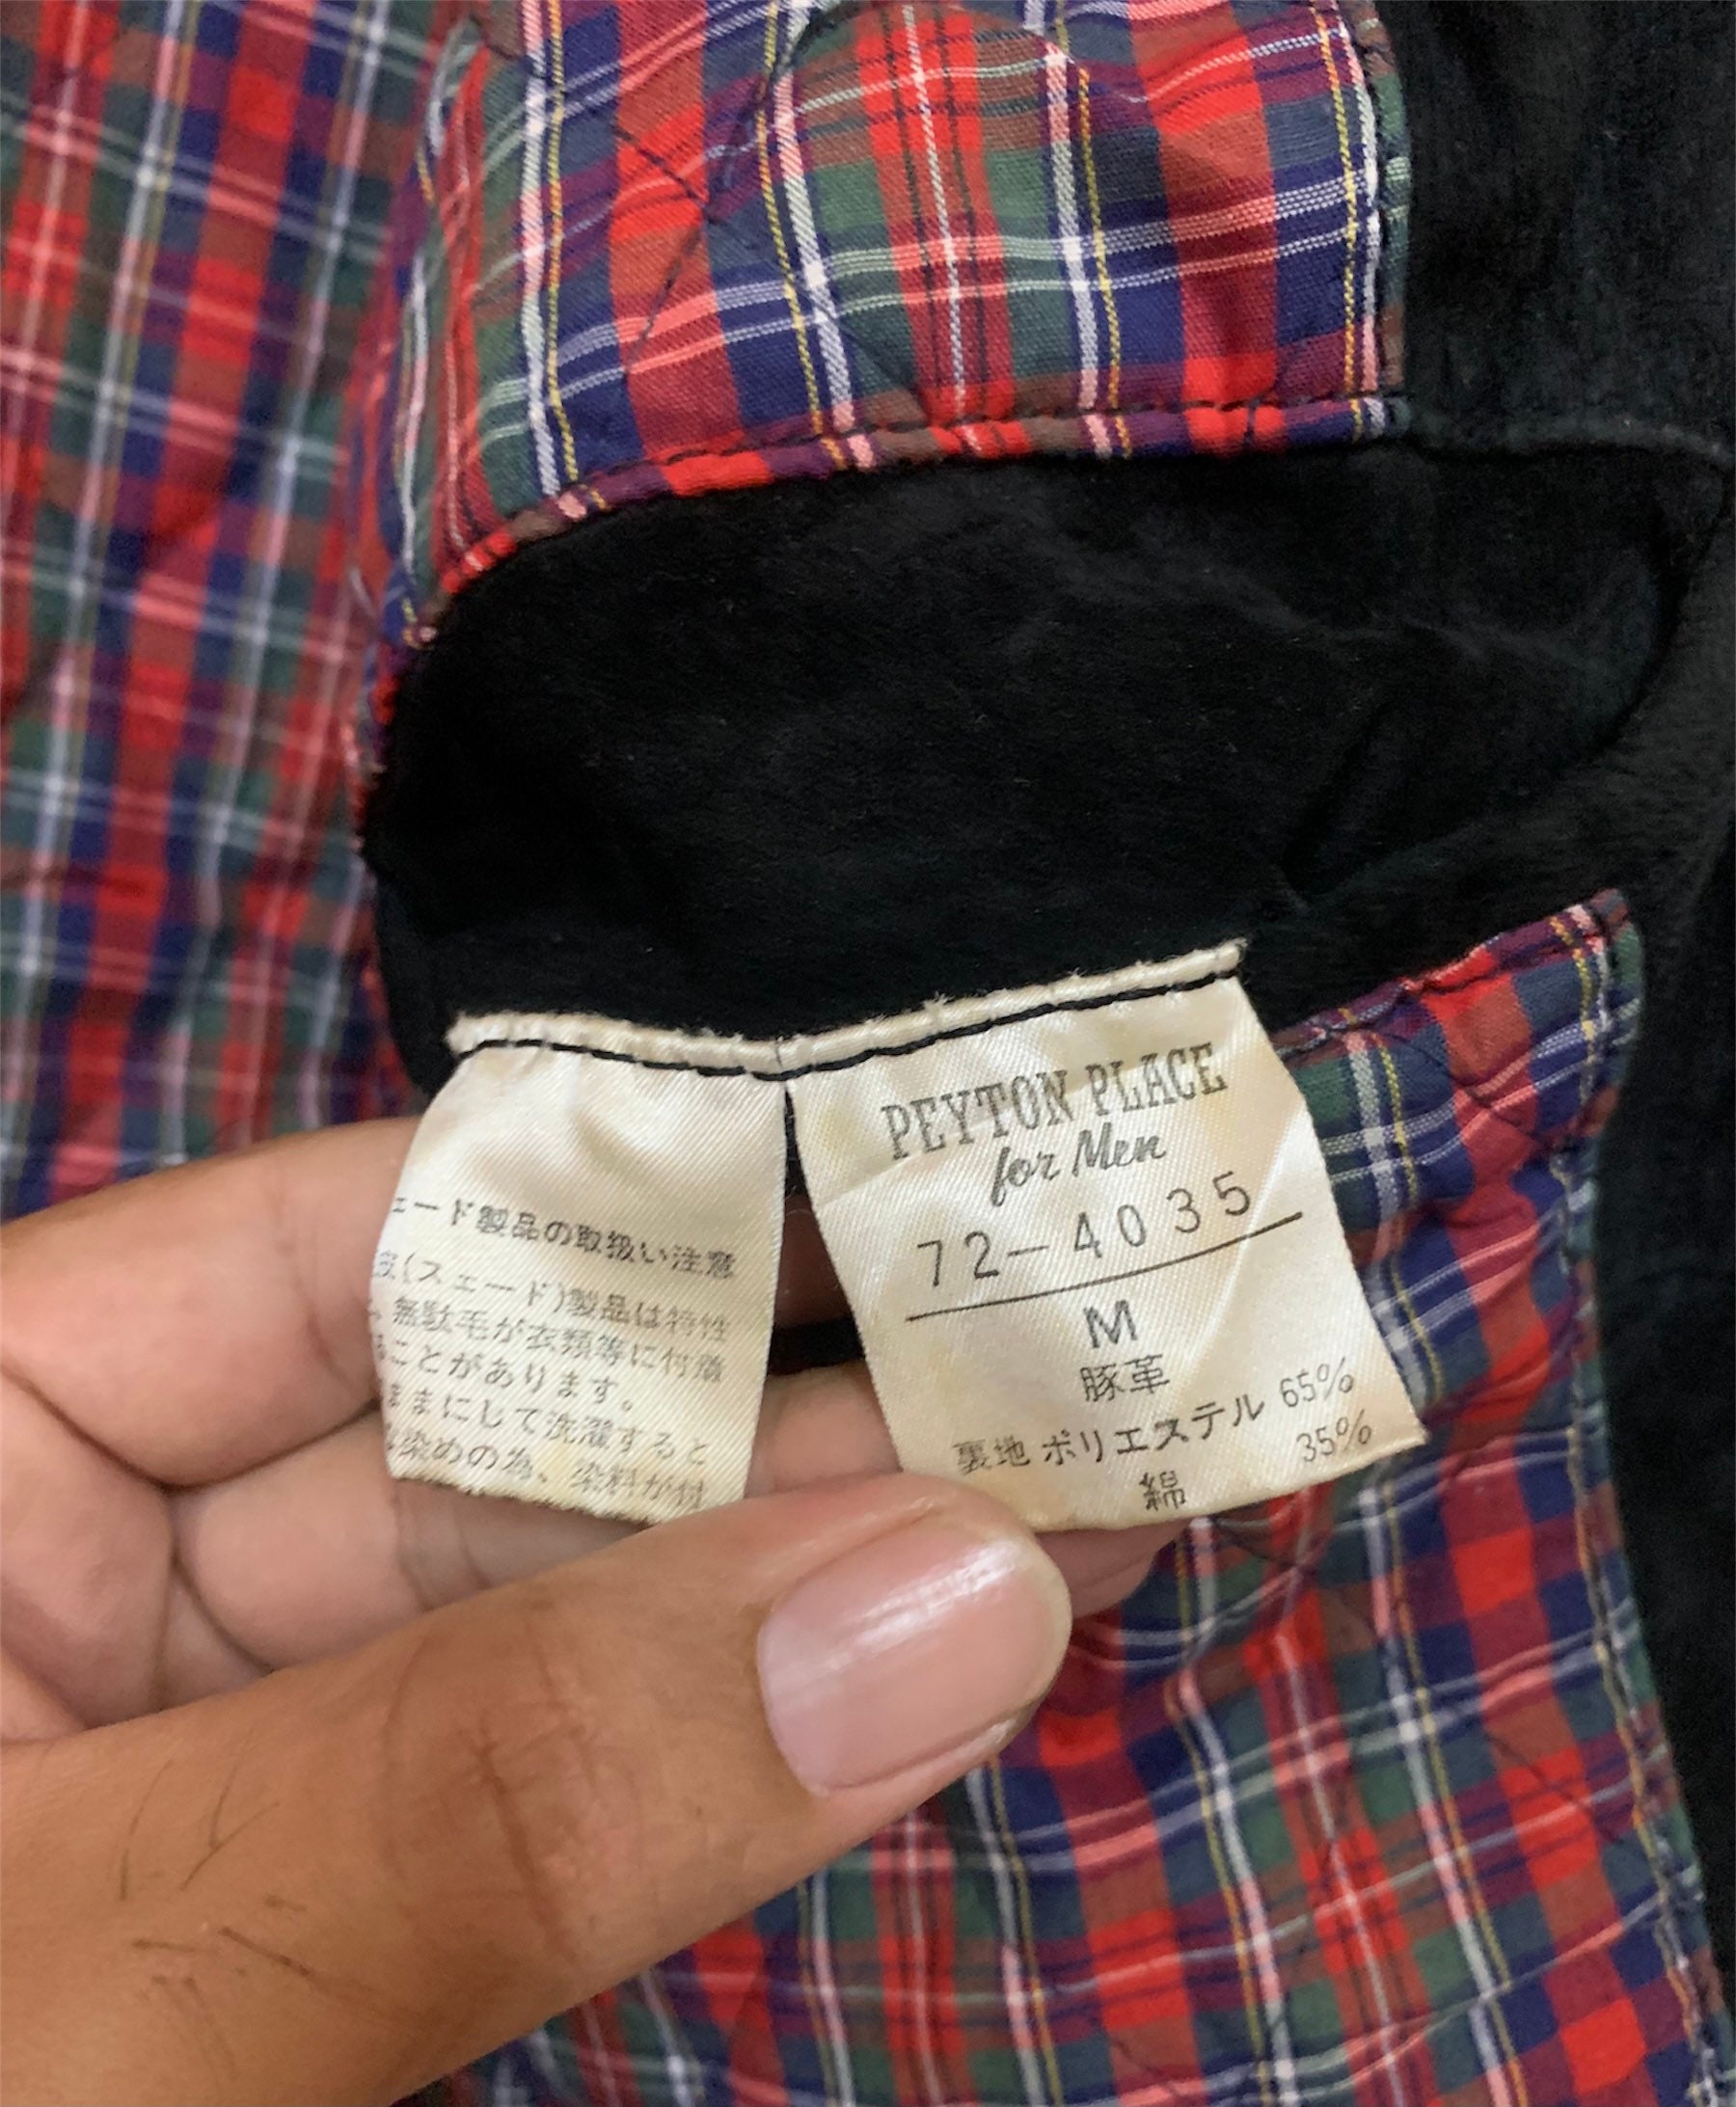 ェード製品の取扱い注意
(スェード)製品は特性
無駄毛が衣類等に付着
ことがあります。
ままにして洗濯すると
染めの為、染料が付
PEYTON PLACE
for Men
72-4035
M
豚革
裏地 ポリエステル 65%
綿 35%